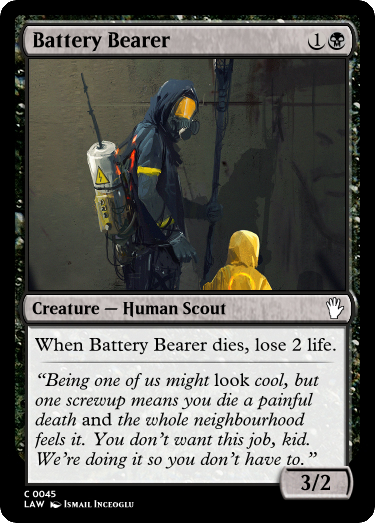 Battery Bearer 1
Creature — Human Scout
When Battery Bearer dies, lose 2 life.
“Being one of us might look cool, but
one screwup means you die a painful
death and the whole neighbourhood
feels it. You don’t want this job, kid.
We’re doing it so you don’t have to.”
3/2
C 0045
LAW Ismail Inceoglu